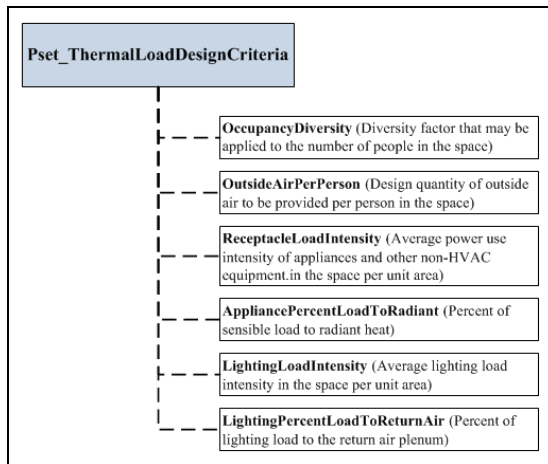 Pset_ThermalLoadDesignCriteria
OccupancyDiversity (Diversity factor that may be
applied to the number of people in the space)
OutsideAirPerPerson (Design quantity of outside
air to be provided per person in the space)
ReceptacleLoadIntensity (Average power use
intensity of appliances and other non-HVAC
equipment.in the space per unit area)
AppliancePercentLoadToRadiant (Percent of
sensible load to radiant heat)
LightingLoadIntensity (Average lighting load
intensity in the space per unit area)
LightingPercentLoadToReturnAir (Percent of
lighting load to the return air plenum)